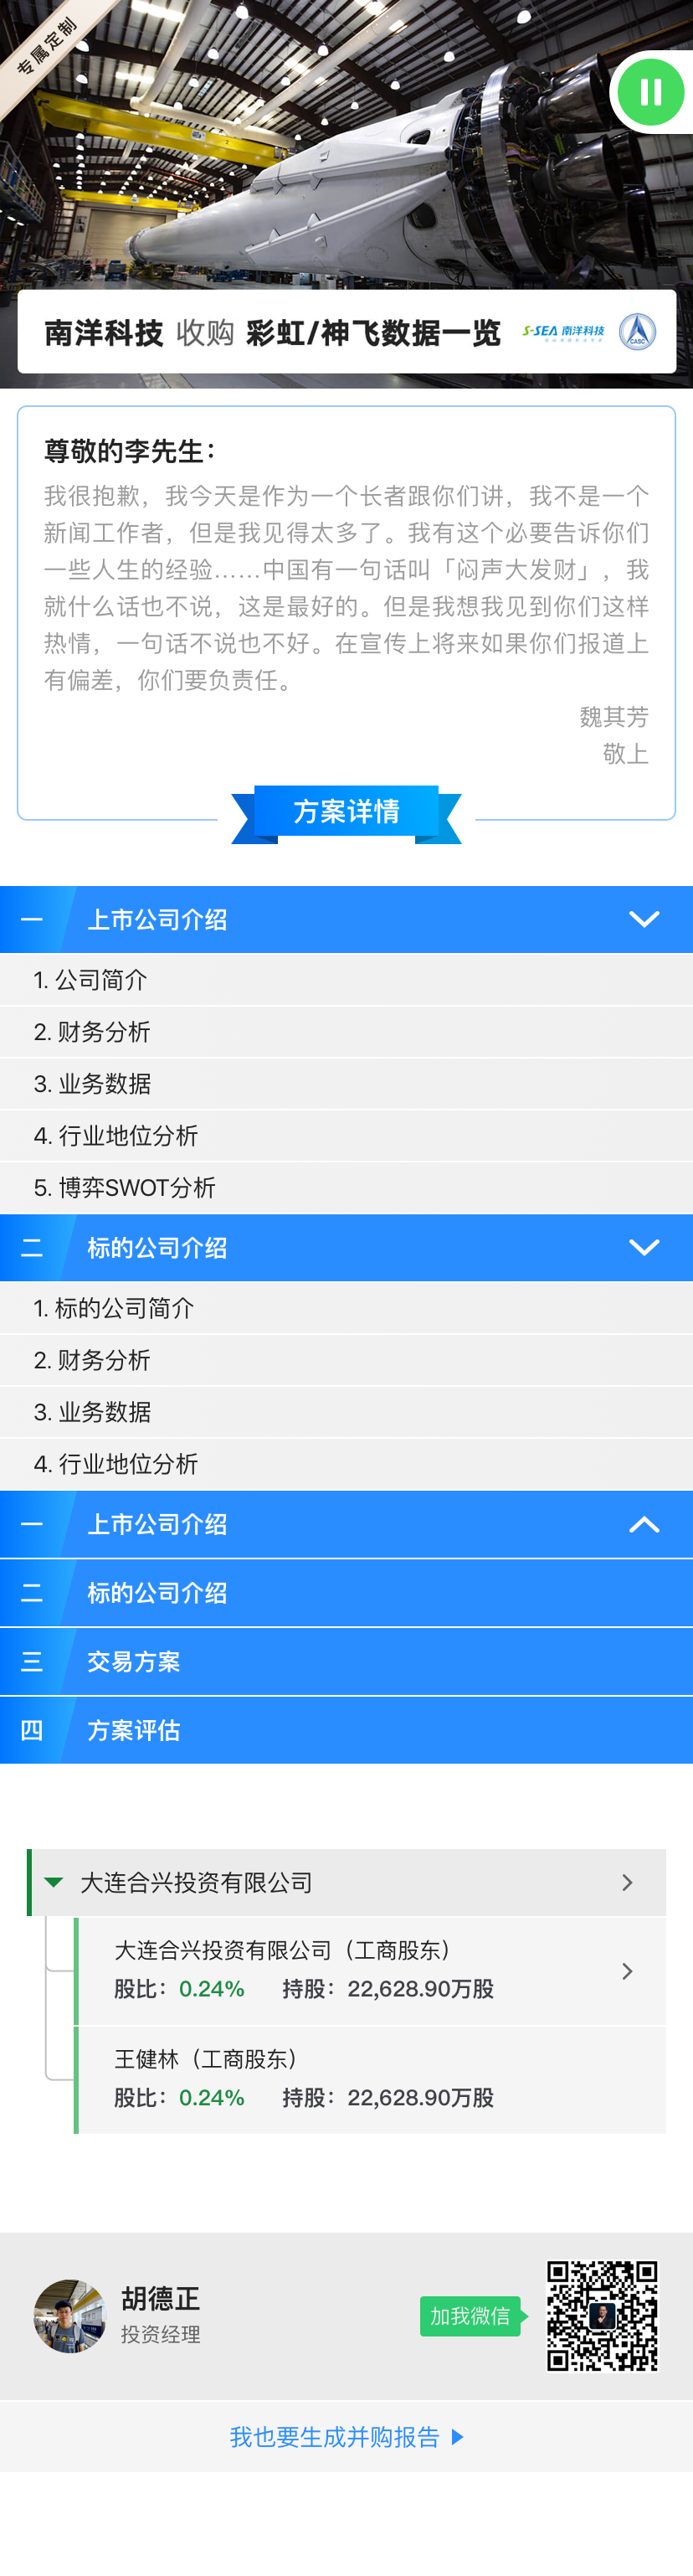 专属定制
南洋科技 收购 彩虹/神飞数据一览
S-SEA 南洋科技
CASC
尊敬的李先生：
我很抱歉，我今天是作为一个长者跟你们讲，我不是一个
新闻工作者，但是我见得太多了。我有这个必要告诉你们
一些人生的经验……中国有一句话叫「闷声大发财」，我
就什么话也不说，这是最好的。但是我想我见到你们这样
热情，一句话不说也不好。在宣传上将来如果你们报道上
有偏差，你们要负责任。
魏其芳
敬上
方案详情
一 上市公司介绍
1. 公司简介
2. 财务分析
3. 业务数据
4. 行业地位分析
5. 博弈SWOT分析
二 标的公司介绍
1. 标的公司简介
2. 财务分析
3. 业务数据
4. 行业地位分析
一 上市公司介绍
二 标的公司介绍
三 交易方案
四 方案评估
大连合兴投资有限公司
大连合兴投资有限公司（工商股东）
股比：0.24% 持股：22,628.90万股
王健林（工商股东）
股比：0.24% 持股：22,628.90万股
胡德正
投资经理
加我微信
我也要生成并购报告